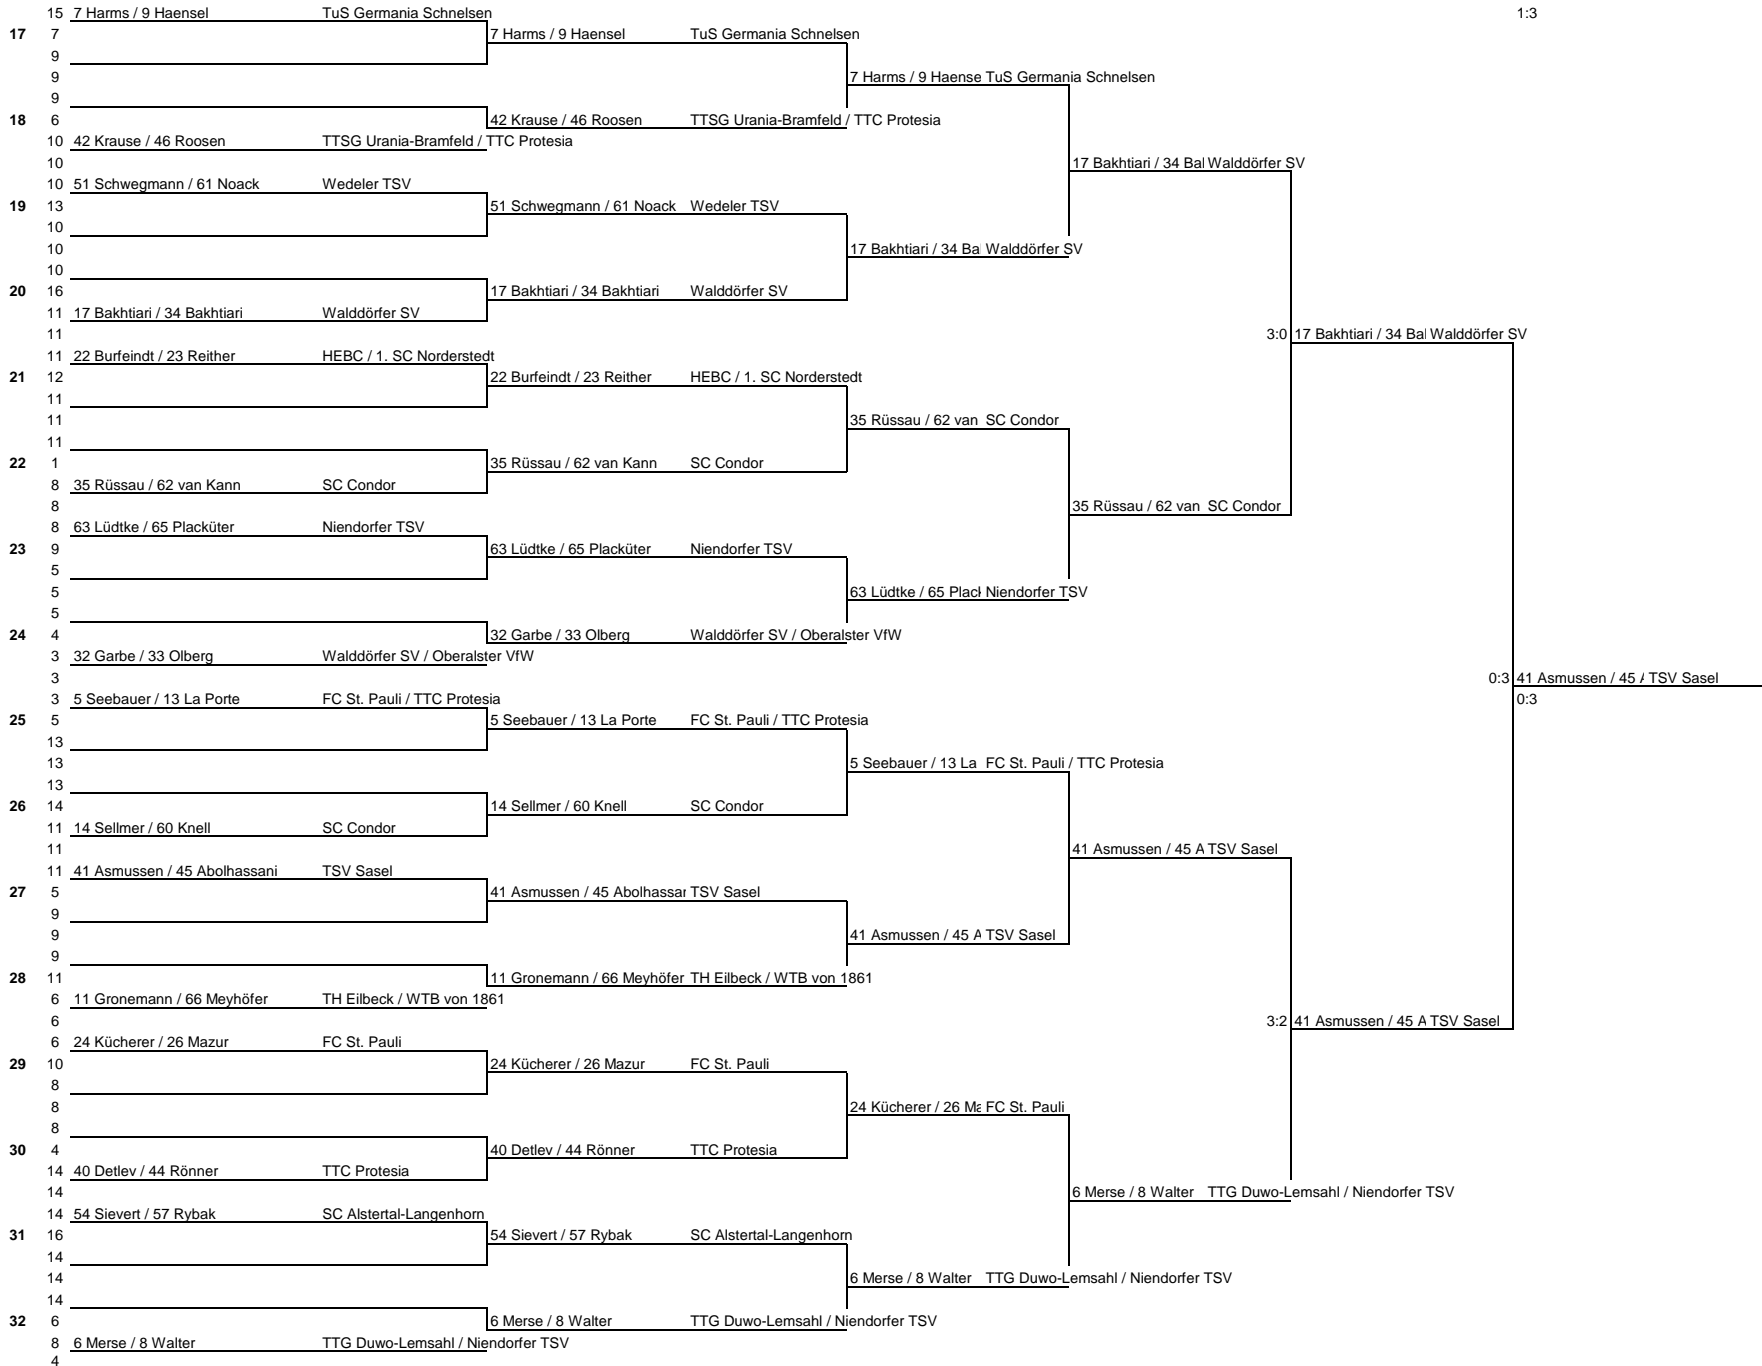 15 7 Harms / 9 Haensel TuS Germania Schnelsen 1:3
17 7 7 Harms / 9 Haensel TuS Germania Schnelsen
9
9 7 Harms / 9 Haense TuS Germania Schnelsen
9
18 6 42 Krause / 46 Roosen TTSG Urania-Bramfeld / TTC Protesia
10 42 Krause / 46 Roosen TTSG Urania-Bramfeld / TTC Protesia
10 17 Bakhtiari / 34 Bal Walddörfer SV
10 51 Schwegmann / 61 Noack Wedeler TSV
19 13 51 Schwegmann / 61 Noack Wedeler TSV
10
10 17 Bakhtiari / 34 Ba Walddörfer SV
10
20 16 17 Bakhtiari / 34 Bakhtiari Walddörfer SV
11 17 Bakhtiari / 34 Bakhtiari Walddörfer SV
11 3:0 17 Bakhtiari / 34 Bal Walddörfer SV
11 22 Burfeindt / 23 Reither HEBC / 1. SC Norderstedt
21 12 22 Burfeindt / 23 Reither HEBC / 1. SC Norderstedt
11
11 35 Rüssau / 62 van SC Condor
11
22 1 35 Rüssau / 62 van Kann SC Condor
8 35 Rüssau / 62 van Kann SC Condor
8 35 Rüssau / 62 van SC Condor
8 63 Lüdtke / 65 Placküter Niendorfer TSV
23 9 63 Lüdtke / 65 Placküter Niendorfer TSV
5
5 63 Lüdtke / 65 Plack Niendorfer TSV
5
24 4 32 Garbe / 33 Olberg Walddörfer SV / Oberalster VfW
3 32 Garbe / 33 Olberg Walddörfer SV / Oberalster VfW
3 0:3 41 Asmussen / 45 A TSV Sasel
3 5 Seebauer / 13 La Porte FC St. Pauli / TTC Protesia 0:3
25 5 5 Seebauer / 13 La Porte FC St. Pauli / TTC Protesia
13
13 5 Seebauer / 13 La FC St. Pauli / TTC Protesia
13
26 14 14 Sellmer / 60 Knell SC Condor
11 14 Sellmer / 60 Knell SC Condor
11 41 Asmussen / 45 A TSV Sasel
11 41 Asmussen / 45 Abolhassani TSV Sasel
27 5 41 Asmussen / 45 Abolhassar TSV Sasel
9
9 41 Asmussen / 45 A TSV Sasel
9
28 11 11 Gronemann / 66 Meyhöfer TH Eilbeck / WTB von 1861
6 11 Gronemann / 66 Meyhöfer TH Eilbeck / WTB von 1861
6 3:2 41 Asmussen / 45 A TSV Sasel
6 24 Kücherer / 26 Mazur FC St. Pauli
29 10 24 Kücherer / 26 Mazur FC St. Pauli
8
8 24 Kücherer / 26 Ma FC St. Pauli
8
30 4 40 Detlev / 44 Rönner TTC Protesia
14 40 Detlev / 44 Rönner TTC Protesia
14 6 Merse / 8 Walter TTG Duwo-Lemsahl / Niendorfer TSV
14 54 Sievert / 57 Rybak SC Alstertal-Langenhorn
31 16 54 Sievert / 57 Rybak SC Alstertal-Langenhorn
14
14 6 Merse / 8 Walter TTG Duwo-Lemsahl / Niendorfer TSV
14
32 6 6 Merse / 8 Walter TTG Duwo-Lemsahl / Niendorfer TSV
8 6 Merse / 8 Walter TTG Duwo-Lemsahl / Niendorfer TSV
4